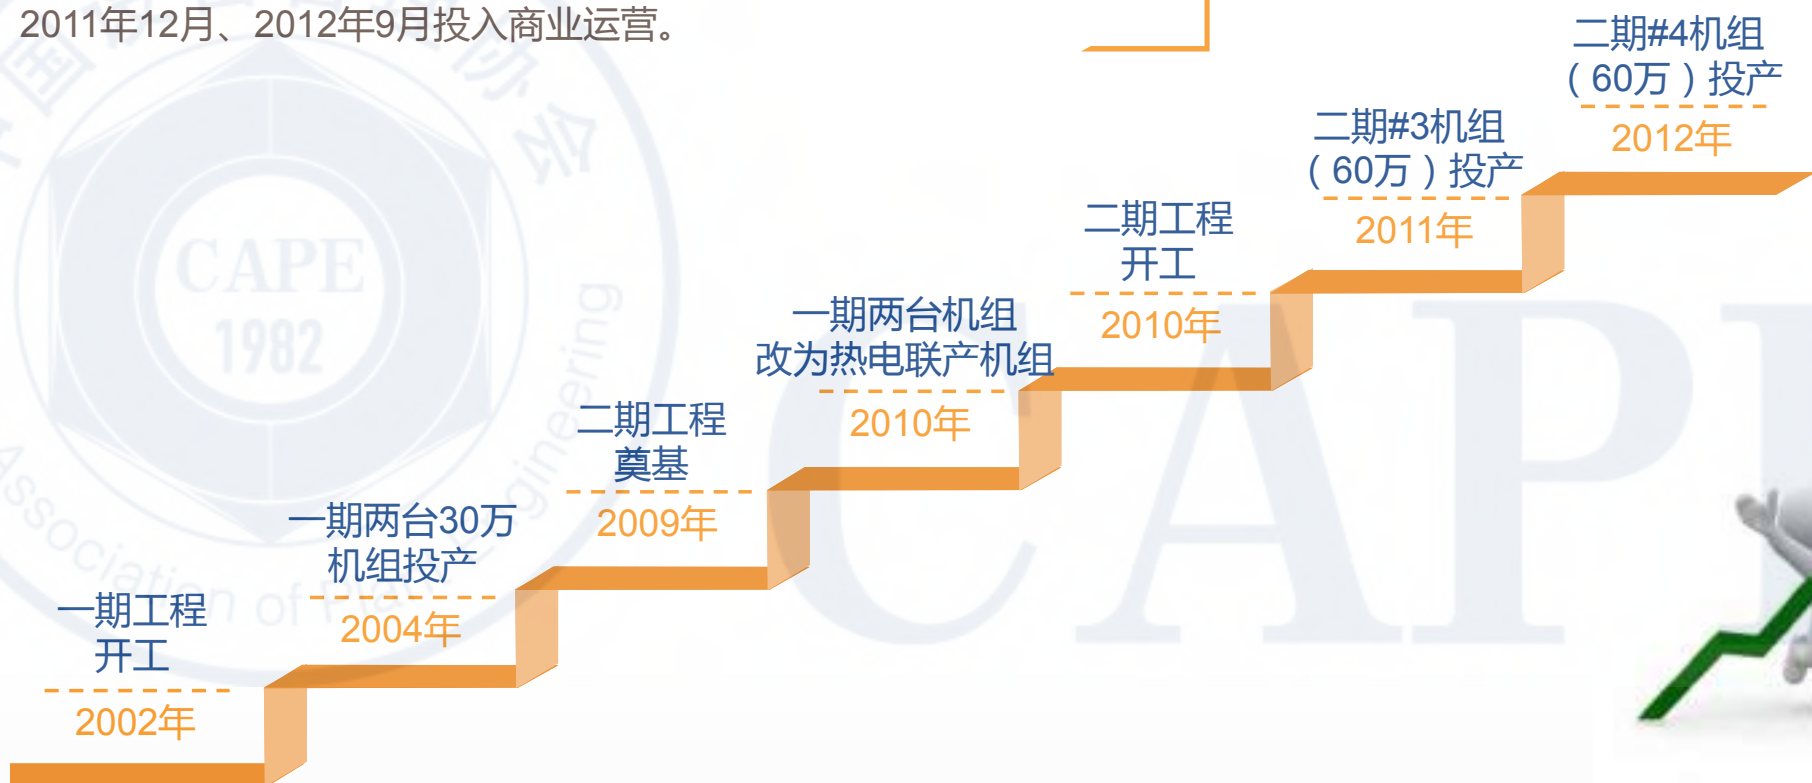 2011年12月、2012年9月投入商业运营。
二期#4机组
（60万）投产
2012年
二期#3机组
（60万）投产
2011年
二期工程
开工
2010年
一期两台机组
改为热电联产机组
2010年
二期工程
奠基
2009年
一期两台30万
机组投产
2004年
一期工程
开工
2002年
CAPE
1982
Association of Plant Engineering
CAPE